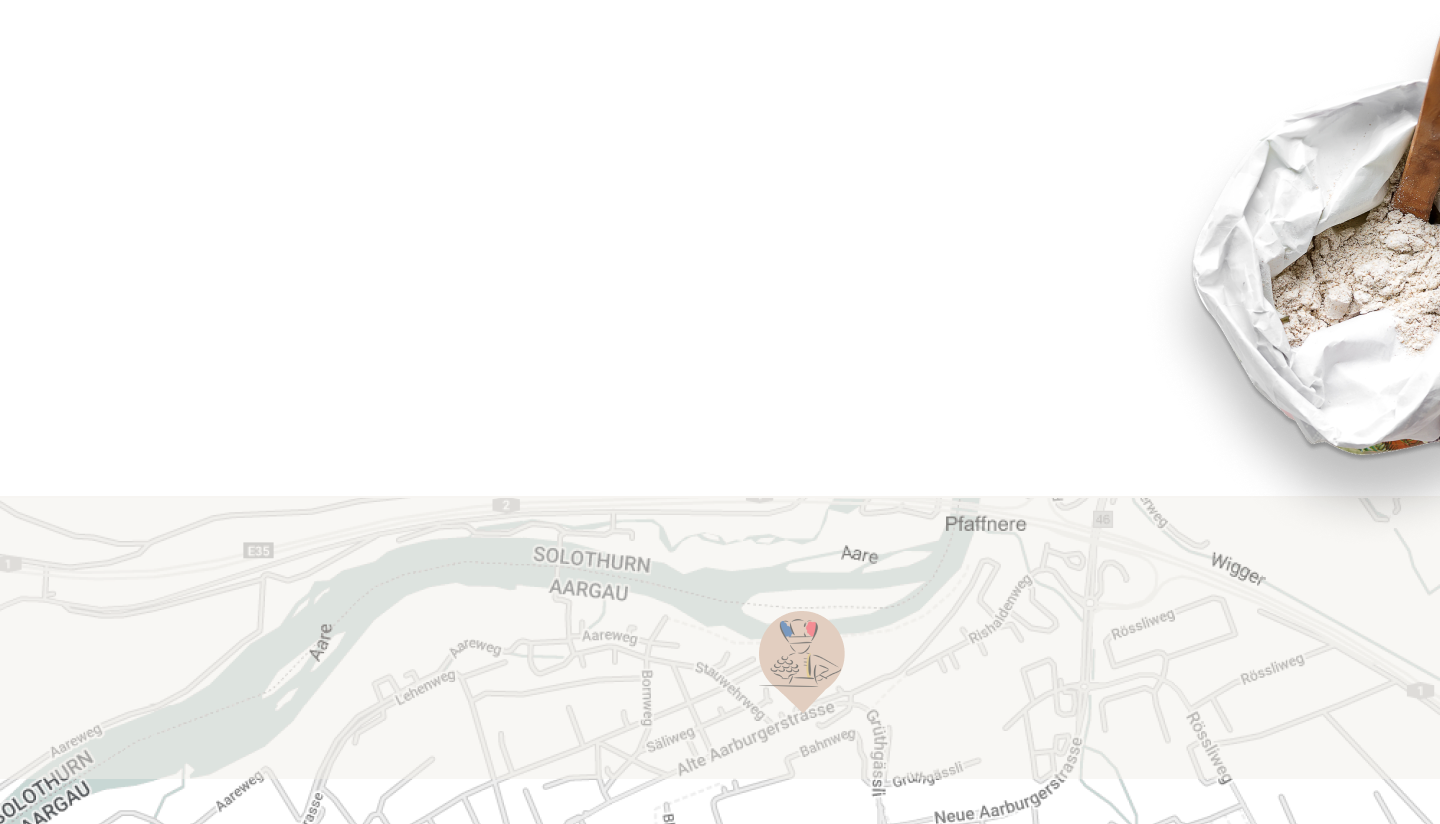 2
45
Pfaffnere
E35
1
SOLOTHURN
AARGAU
Aare
Wigger
Aare
Aareweg
Aareweg
Rishaldenweg
Rössliweg
Lehenweg
Bornweg
Stauwehrweg
Rössliweg
1
Aareweg
Säliweg
Alte Aarburgerstrasse
Bahnweg
Grüthgässli
Rössliweg
SOLOTHURN
AARGAU
Aareweg
Grüthgässli
Neue Aarburgerstrasse